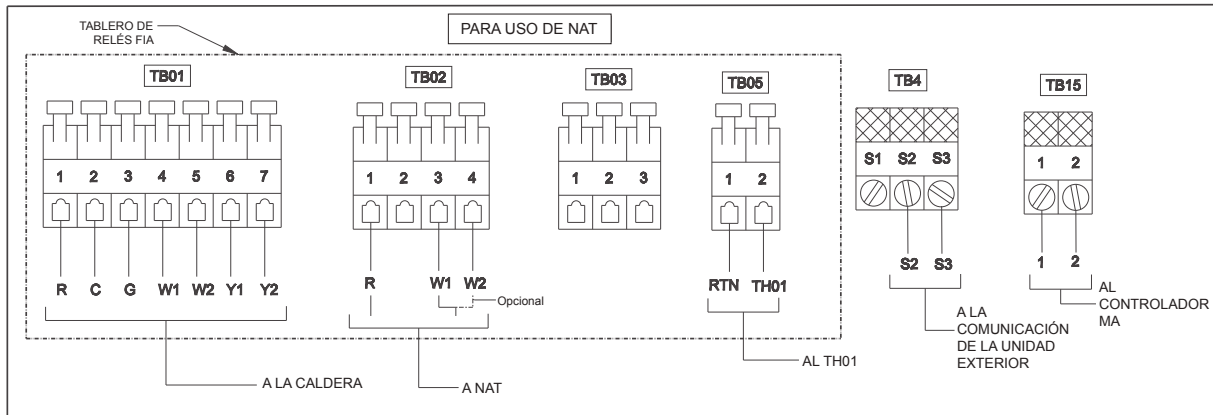 TABLERO DE
RELÉS FIA
PARA USO DE NAT
TB01
TB02
TB03
TB05
TB4
TB15
S1 S2 S3
1 2
1 2 3 4 5 6 7
1 2 3 4
1 2 3
1 2
R C G W1 W2 Y1 Y2
R W1 W2
Opcional
RTN TH01
S2 S3
1 2
A LA CALDERA
A NAT
AL TH01
A LA
COMUNICACIÓN
DE LA UNIDAD
EXTERIOR
AL
CONTROLADOR
MA